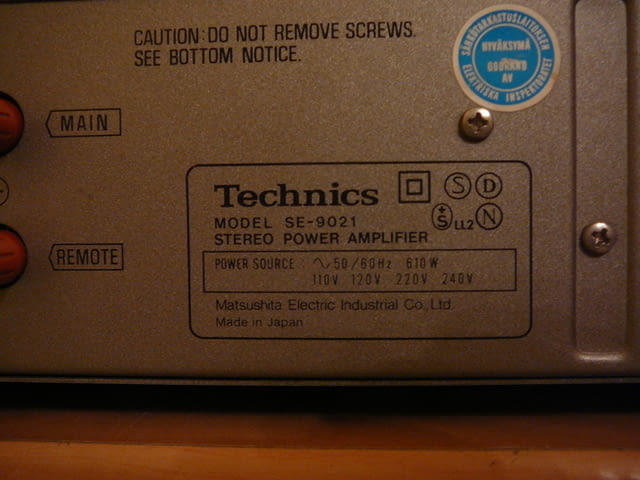 CAUTION: DO NOT REMOVE SCREWS.
SEE BOTTOM NOTICE.
SÄHKÖTARKASTUSLAITOKSEN
HYVÄKSYMÄ
GODKÄND
AV
ELEKTRISKA INSPEKTORATET
MAIN
REMOTE
Technics
S D
MODEL SE-9021
S LL2 N
STEREO POWER AMPLIFIER
POWER SOURCE : ~50/60Hz 610W
110V 120V 220V 240V
Matsushita Electric Industrial Co., Ltd.
Made in Japan